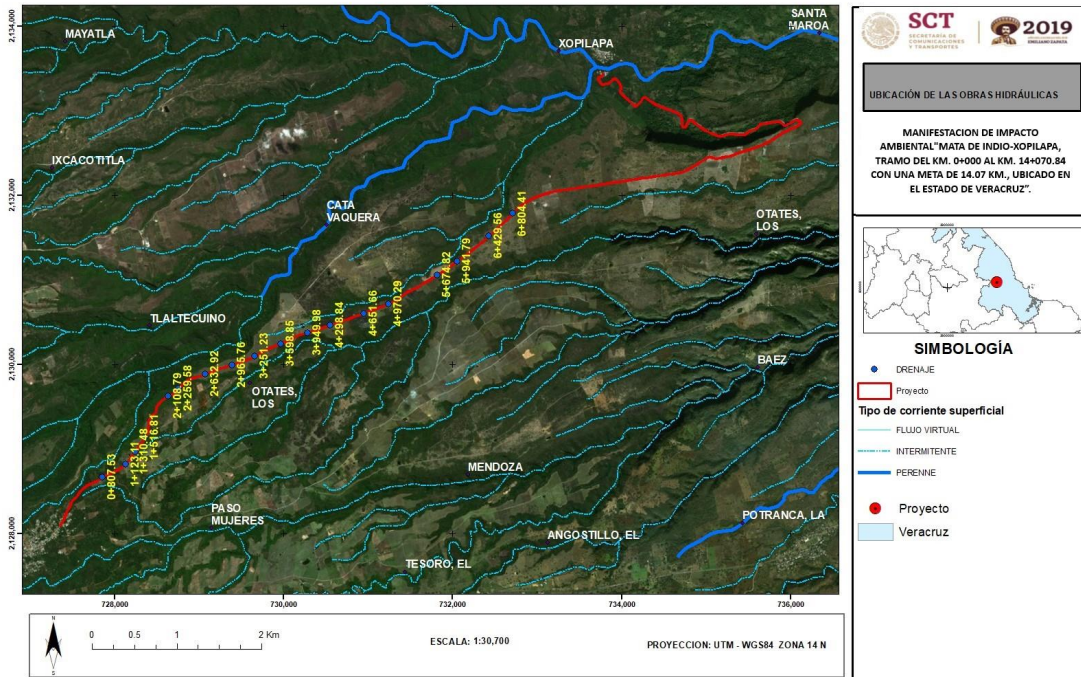 2,134,000
MAYATLA
XOPILAPA
SANTA
MAROA
IXCACOTITLA
2,132,000
CATA
VAQUERA
OTATES,
LOS
6+804.41
6+429.56
5+941.79
5+674.82
4+970.29
4+651.66
4+298.84
3+949.98
3+598.85
3+251.23
2+965.76
2+632.92
2+259.58
2+108.79
1+516.81
1+310.48
1+123.11
0+807.53
TLALTECUINO
2,130,000
OTATES,
LOS
BAEZ
MENDOZA
PASO
MUJERES
2,128,000
POTRANCA, LA
ANGOSTILLO, EL
TESORO, EL
728,000
730,000
732,000
734,000
736,000
N
S
0 0.5 1 2 Km
ESCALA: 1:30,700
PROYECCION: UTM - WGS84 ZONA 14 N
SCT
SECRETARÍA DE
COMUNICACIONES
Y TRANSPORTES
2019
EMILIANO ZAPATA
UBICACIÓN DE LAS OBRAS HIDRÁULICAS
MANIFESTACION DE IMPACTO
AMBIENTAL"MATA DE INDIO-XOPILAPA,
TRAMO DEL KM. 0+000 AL KM. 14+070.84
CON UNA META DE 14.07 KM., UBICADO EN
EL ESTADO DE VERACRUZ”.
SIMBOLOGÍA
DRENAJE
Proyecto
Tipo de corriente superficial
FLUJO VIRTUAL
INTERMITENTE
PERENNE
Proyecto
Veracruz